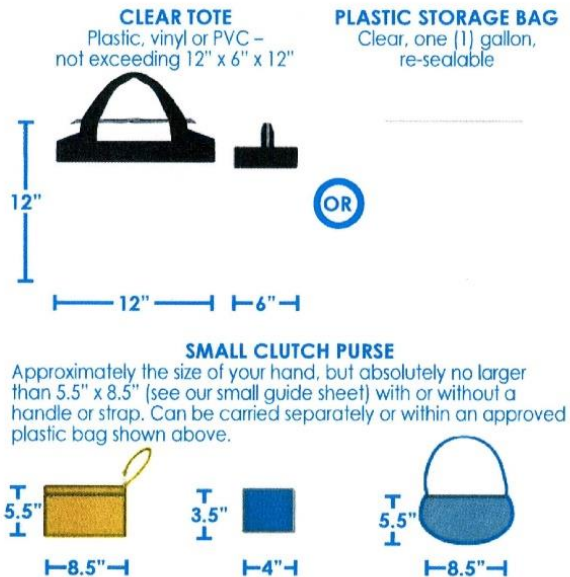 CLEAR TOTE
Plastic, vinyl or PVC –
not exceeding 12" x 6" x 12"
PLASTIC STORAGE BAG
Clear, one (1) gallon,
re-sealable
12"
OR
12"
6"
SMALL CLUTCH PURSE
Approximately the size of your hand, but absolutely no larger
than 5.5" x 8.5" (see our small guide sheet) with or without a
handle or strap. Can be carried separately or within an approved
plastic bag shown above.
5.5"
3.5"
5.5"
8.5"
4"
8.5"